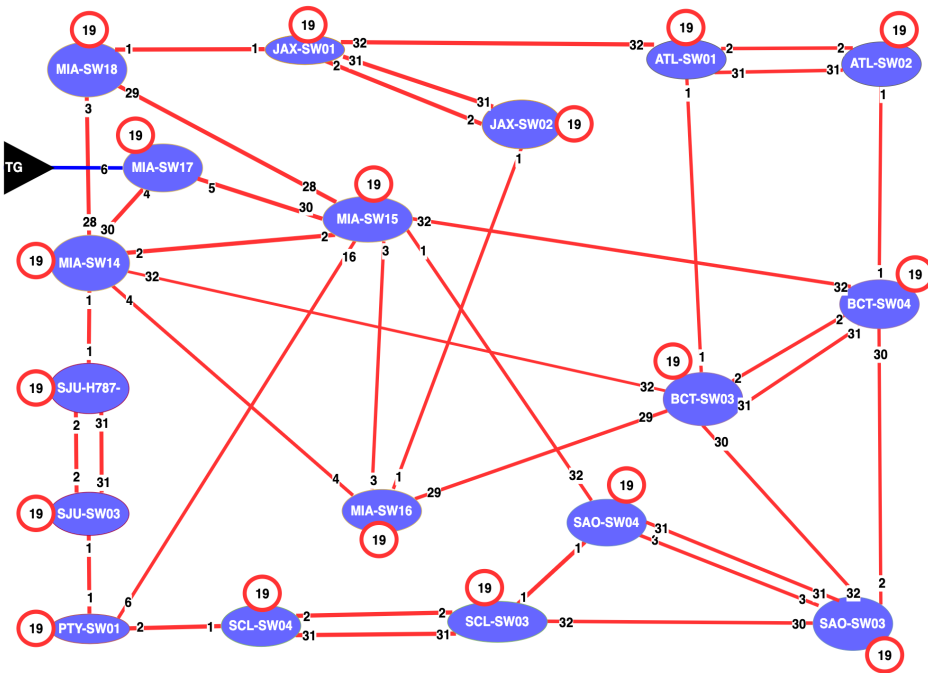 19 19 19 19
MIA-SW18 1 1 JAX-SW01 32 32 ATL-SW01 2 2 ATL-SW02
31 2 31 31
3 29 31 2 JAX-SW02 19 1 1
19 1
TG 6 MIA-SW17 4 5 28 30
19
28 30 MIA-SW15 32
19 MIA-SW14 2 2 16 3 1
32 4 1 19
1 32 BCT-SW04
2 31 30
1 19 1
19 SJU-H787- 32 BCT-SW03 2 31
2 31 29 30
2 31 4 3 1 32 19
19 SJU-SW03 MIA-SW16 29 SAO-SW04 31 3
1 19 1
1 6 19 19 1 3 31 32 2
19 PTY-SW01 2 1 SCL-SW04 2 31 2 31 SCL-SW03 32 30 SAO-SW03
19